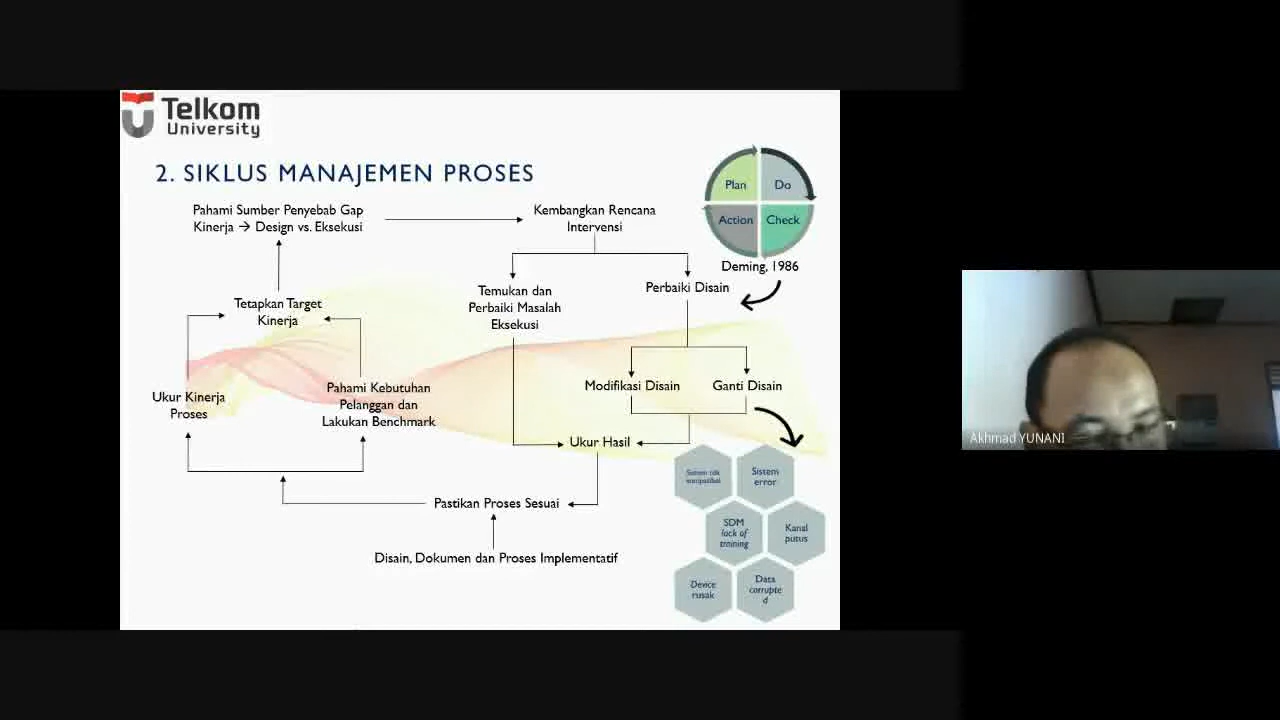 Telkom
University
2. SIKLUS MANAJEMEN PROSES
Pahami Sumber Penyebab Gap
Kinerja → Design vs. Eksekusi
Kembangkan Rencana
Intervensi
Plan
Do
Action
Check
Deming, 1986
Temukan dan
Perbaiki Masalah
Eksekusi
Perbaiki Disain
Tetapkan Target
Kinerja
Modifikasi Disain
Ganti Disain
Ukur Kinerja
Proses
Pahami Kebutuhan
Pelanggan dan
Lakukan Benchmark
Ukur Hasil
Pastikan Proses Sesuai
Disain, Dokumen dan Proses Implementatif
Sistem tdk
kompatibel
Sistem
error
SDM
lack of
training
Kanal
putus
Device
rusak
Data
corrupte
d
Akhmad YUNANI